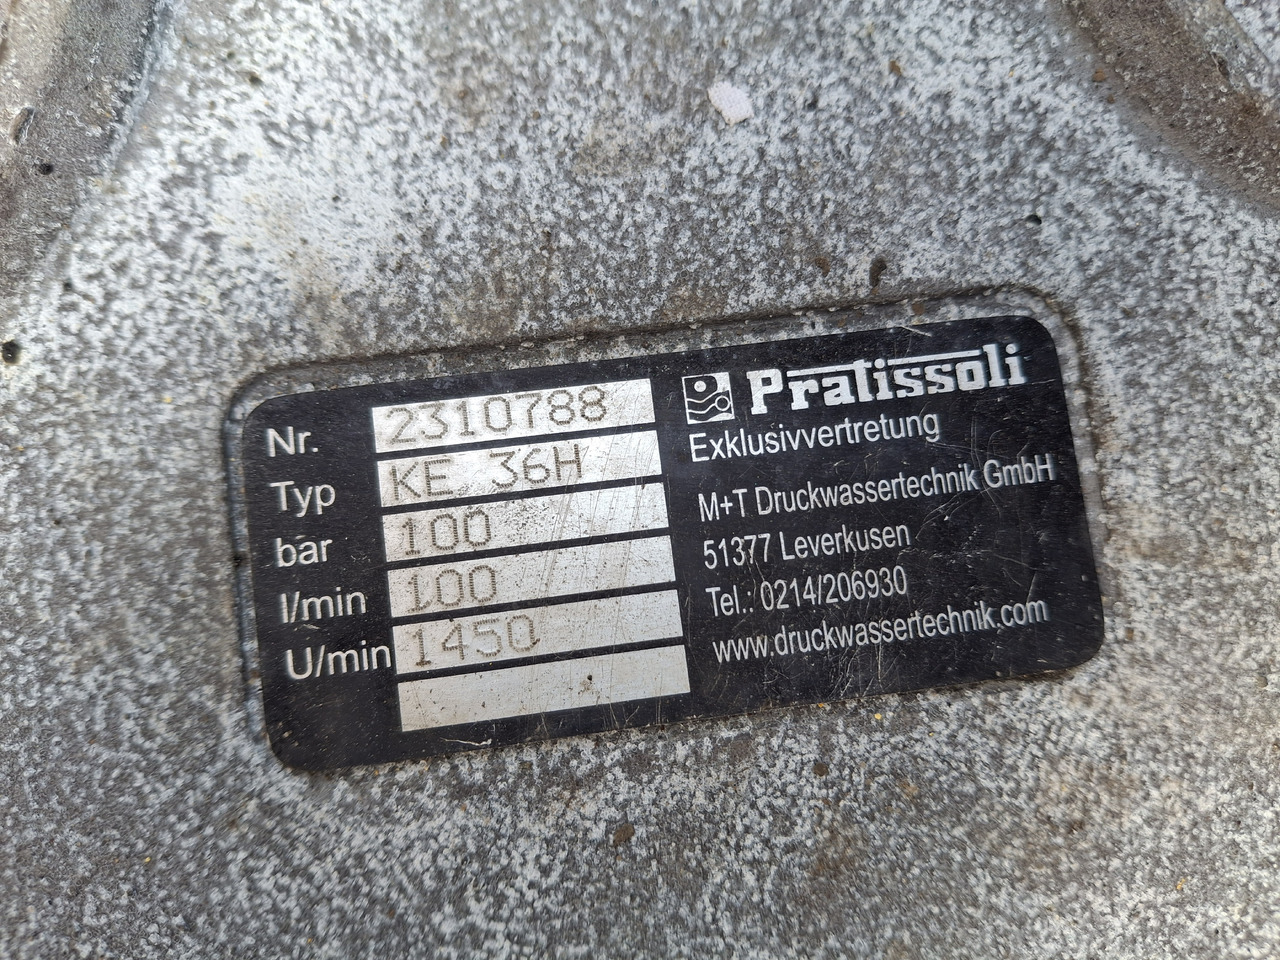 Nr. 2310788
Typ KE 36H
bar 100
l/min 100
U/min 1450
Pratissoli
Exklusivvertretung
M+T Druckwassertechnik GmbH
51377 Leverkusen
Tel.: 0214/206930
www.druckwassertechnik.com